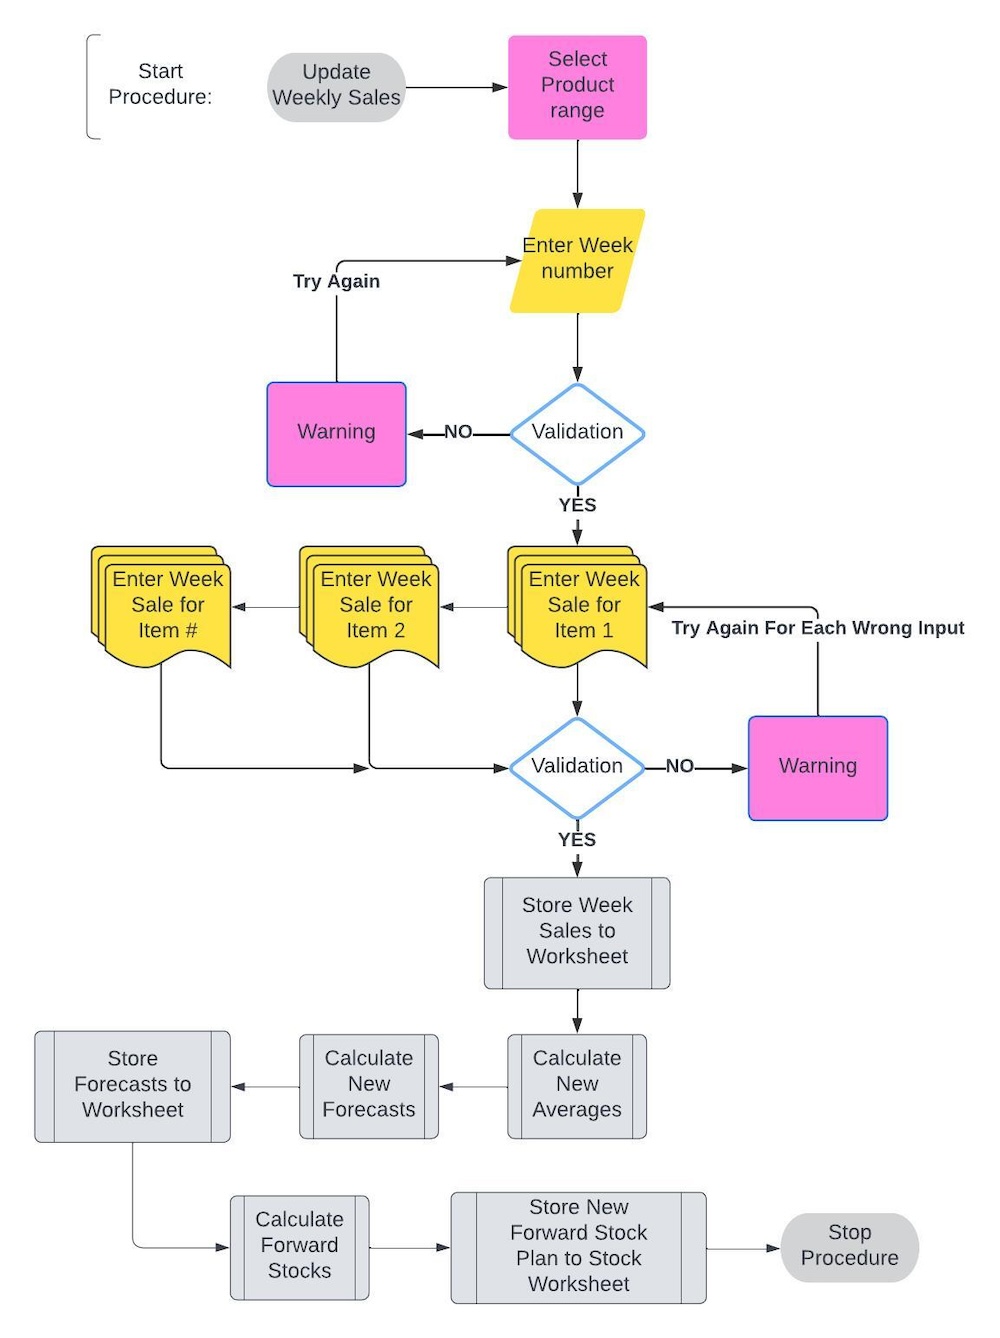 Start
Procedure:
Update
Weekly Sales
Select
Product
range
Enter Week
number
Try Again
Warning
NO
Validation
YES
Enter Week
Sale for
Item #
Enter Week
Sale for
Item 2
Enter Week
Sale for
Item 1
Try Again For Each Wrong Input
Validation
NO
Warning
YES
Store Week
Sales to
Worksheet
Store
Forecasts to
Worksheet
Calculate
New
Forecasts
Calculate
New
Averages
Calculate
Forward
Stocks
Store New
Forward Stock
Plan to Stock
Worksheet
Stop
Procedure